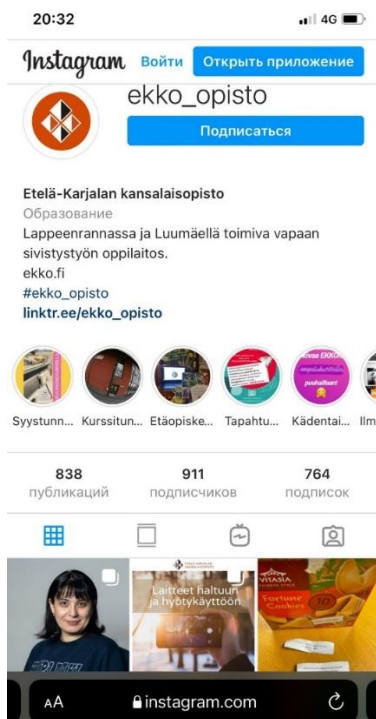 20:32
4G
Instagram Войти Открыть приложение
ekko_opisto
Подписаться
Etelä-Karjalan kansalaisopisto
Образование
Lappeenrannassa ja Luumäellä toimiva vapaan
sivistystyön oppilaitos.
ekko.fi
#ekko_opisto
linktr.ee/ekko_opisto
Syystunn... Kurssitun... Etäopiske... Tapahtu... Kädentai... Ilm
838 911 764
публикаций подписчиков подписок
Laitteet haltuun
ja hyötykäyttöön
VITASIA
Fortune
Cookies
AA instagram.com